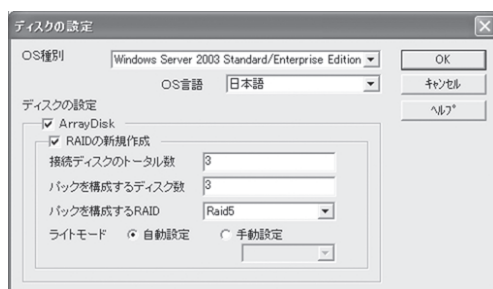 ディスクの設定
OS種別 Windows Server 2003 Standard/Enterprise Edition
OK
OS言語 日本語
キャンセル
ディスクの設定
ヘルプ
ArrayDisk
RAIDの新規作成
接続ディスクのトータル数 3
パックを構成するディスク数 3
パックを構成するRAID Raid5
ライトモード 自動設定 手動設定